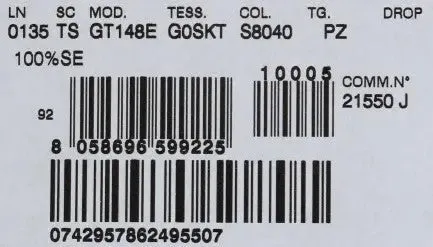 LN SC MOD. TESS. COL. TG. DROP
0135 TS GT148E G0SKT S8040 PZ
100%SE
10005
COMM.N°
21550 J
92
8 058696 599225
0742957862495507